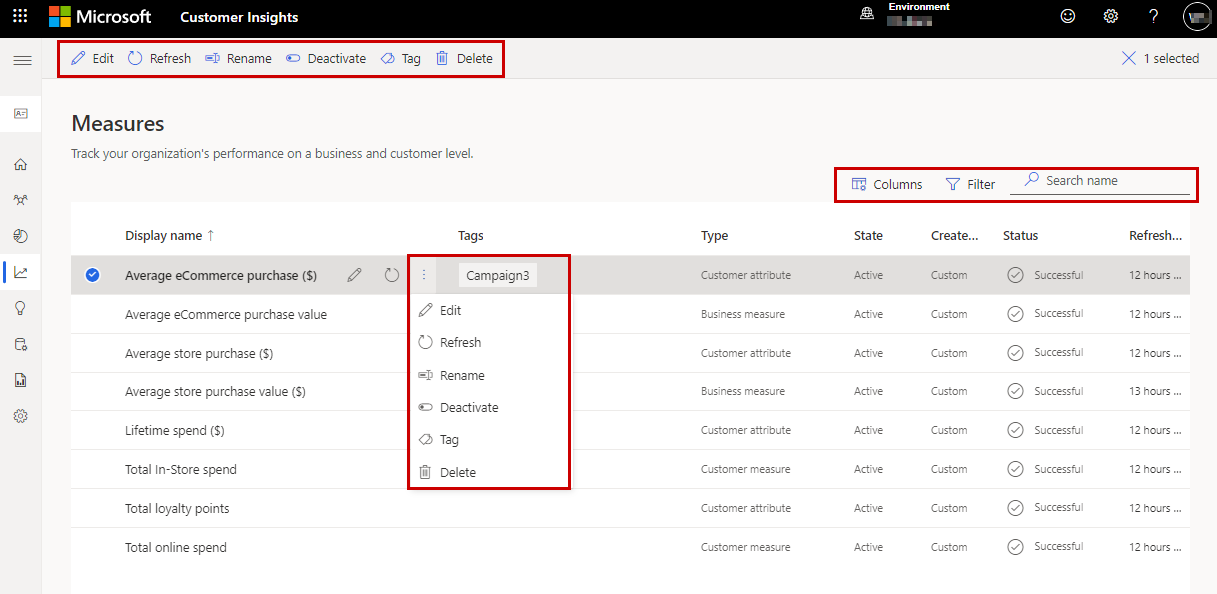 Microsoft Customer Insights Environment
Edit Refresh Rename Deactivate Tag Delete 1 selected
Measures
Track your organization's performance on a business and customer level.
Columns Filter Search name
Display name ↑ Tags Type State Create... Status Refresh...
Average eCommerce purchase ($) Campaign3 Customer attribute Active Custom Successful 12 hours ...
Edit
Average eCommerce purchase value Business measure Active Custom Successful 12 hours ...
Refresh
Average store purchase ($) Customer attribute Active Custom Successful 12 hours ...
Rename
Average store purchase value ($) Business measure Active Custom Successful 13 hours ...
Deactivate
Lifetime spend ($) Customer attribute Active Custom Successful 12 hours ...
Tag
Total In-Store spend Customer measure Active Custom Successful 12 hours ...
Delete
Total loyalty points Customer attribute Active Custom Successful 12 hours ...
Total online spend Customer measure Active Custom Successful 12 hours ...